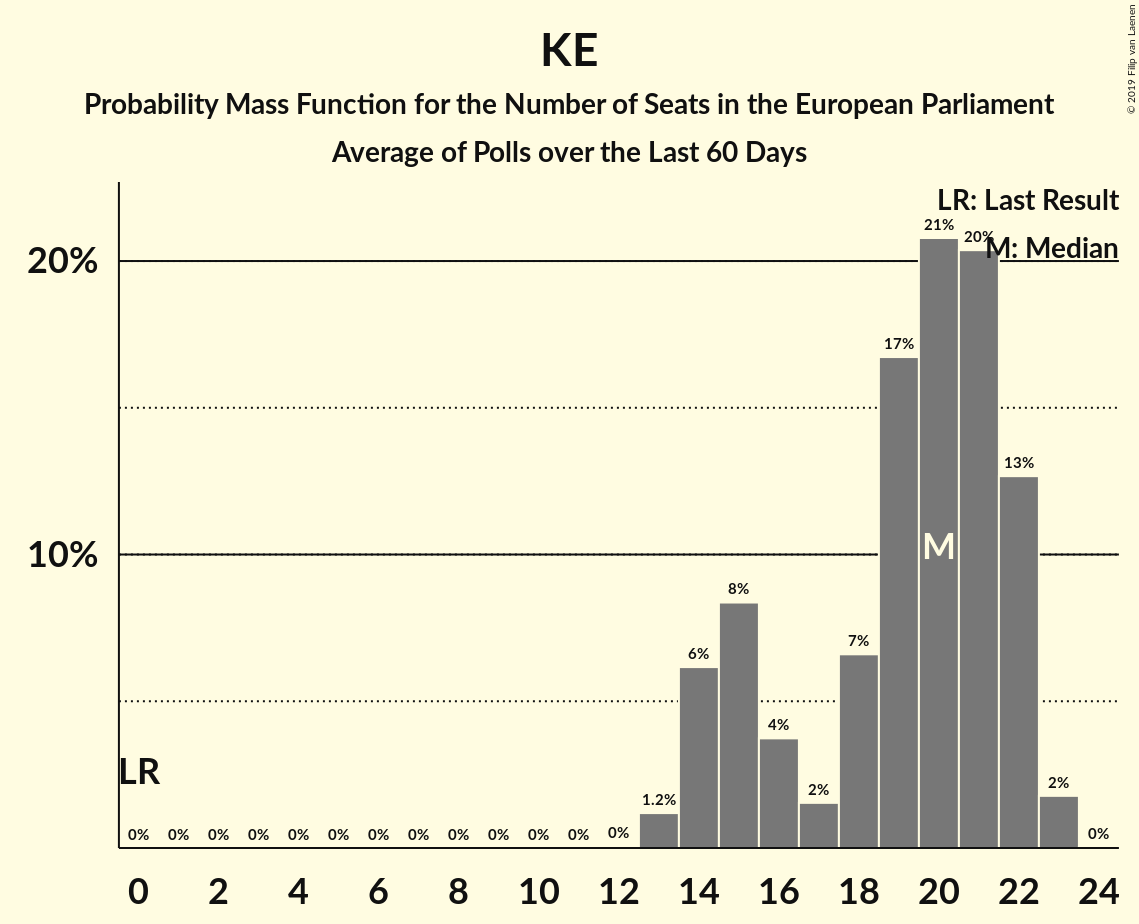 KE
Probability Mass Function for the Number of Seats in the European Parliament
Average of Polls over the Last 60 Days
© 2019 Filip van Laenen
LR: Last Result
M: Median
20%
10%
21%
20%
17%
13%
M
8%
7%
6%
4%
LR
1.2%
2%
2%
0% 0% 0% 0% 0% 0% 0% 0% 0% 0% 0% 0% 0% 0%
0 2 4 6 8 10 12 14 16 18 20 22 24